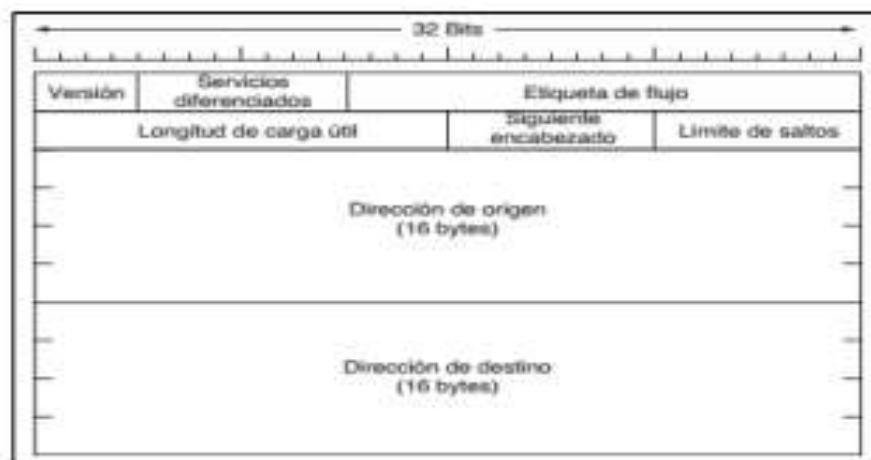 32 Bits
Versión
Servicios
diferenciados
Etiqueta de flujo
Longitud de carga útil
Siguiente
encabezado
Límite de saltos
Dirección de origen
(16 bytes)
Dirección de destino
(16 bytes)